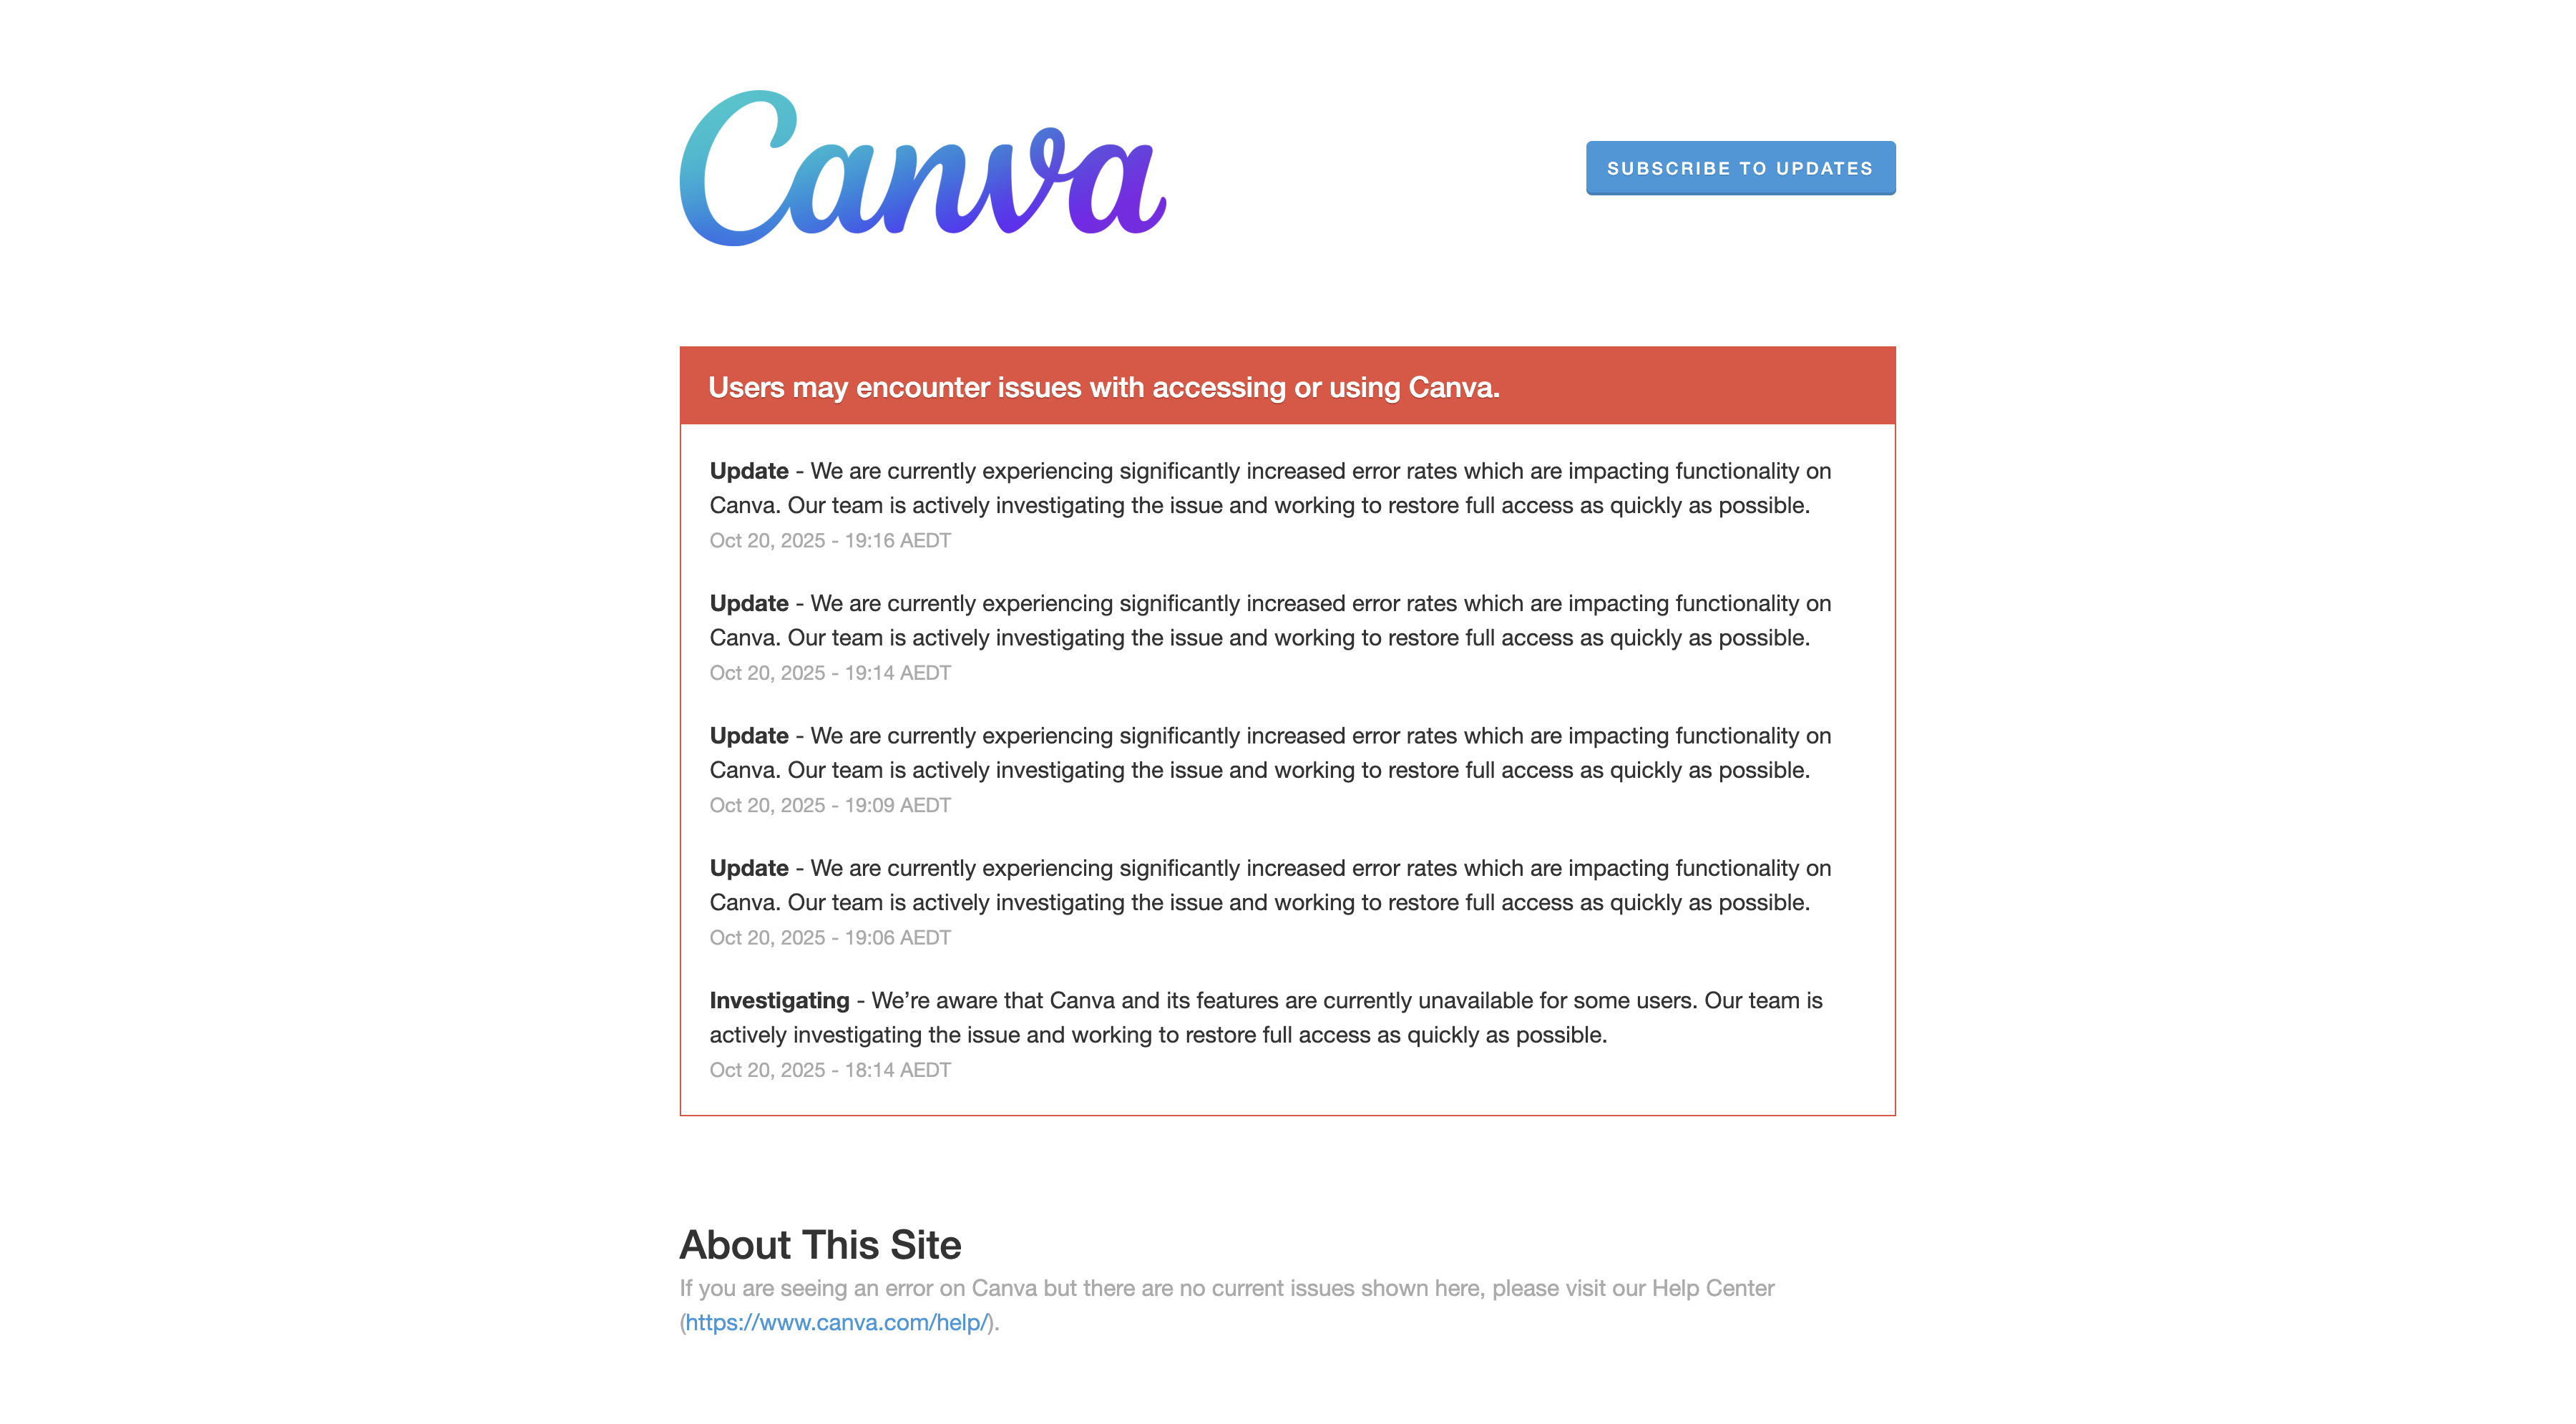 Canva
SUBSCRIBE TO UPDATES
Users may encounter issues with accessing or using Canva.
Update - We are currently experiencing significantly increased error rates which are impacting functionality on
Canva. Our team is actively investigating the issue and working to restore full access as quickly as possible.
Oct 20, 2025 - 19:16 AEDT
Update - We are currently experiencing significantly increased error rates which are impacting functionality on
Canva. Our team is actively investigating the issue and working to restore full access as quickly as possible.
Oct 20, 2025 - 19:14 AEDT
Update - We are currently experiencing significantly increased error rates which are impacting functionality on
Canva. Our team is actively investigating the issue and working to restore full access as quickly as possible.
Oct 20, 2025 - 19:09 AEDT
Update - We are currently experiencing significantly increased error rates which are impacting functionality on
Canva. Our team is actively investigating the issue and working to restore full access as quickly as possible.
Oct 20, 2025 - 19:06 AEDT
Investigating - We’re aware that Canva and its features are currently unavailable for some users. Our team is
actively investigating the issue and working to restore full access as quickly as possible.
Oct 20, 2025 - 18:14 AEDT
About This Site
If you are seeing an error on Canva but there are no current issues shown here, please visit our Help Center
(https://www.canva.com/help/).